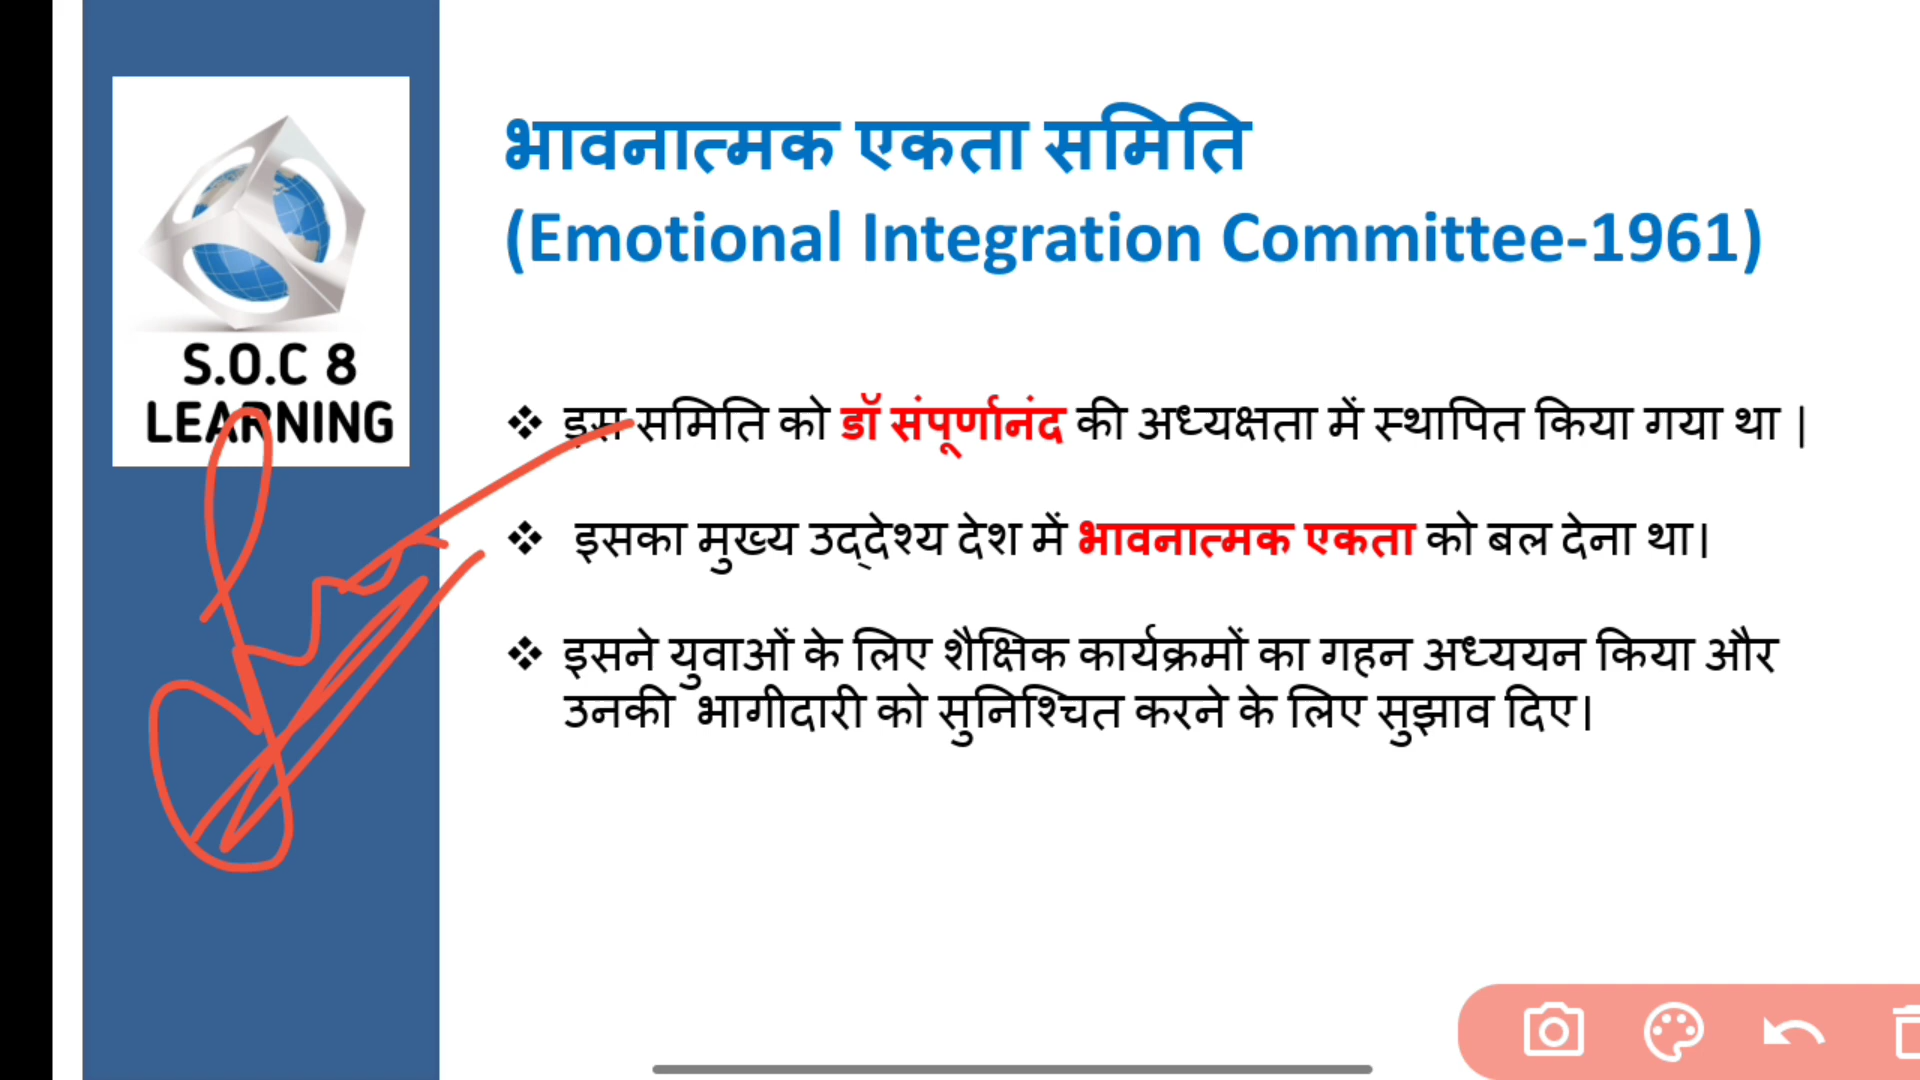 S.O.C 8
LEARNING
भावनात्मक एकता समिति
(Emotional Integration Committee-1961)
❖ इस समिति को डॉ संपूर्णानंद की अध्यक्षता में स्थापित किया गया था |
❖ इसका मुख्य उद्देश्य देश में भावनात्मक एकता को बल देना था।
❖ इसने युवाओं के लिए शैक्षिक कार्यक्रमों का गहन अध्ययन किया और
उनकी भागीदारी को सुनिश्चित करने के लिए सुझाव दिए।